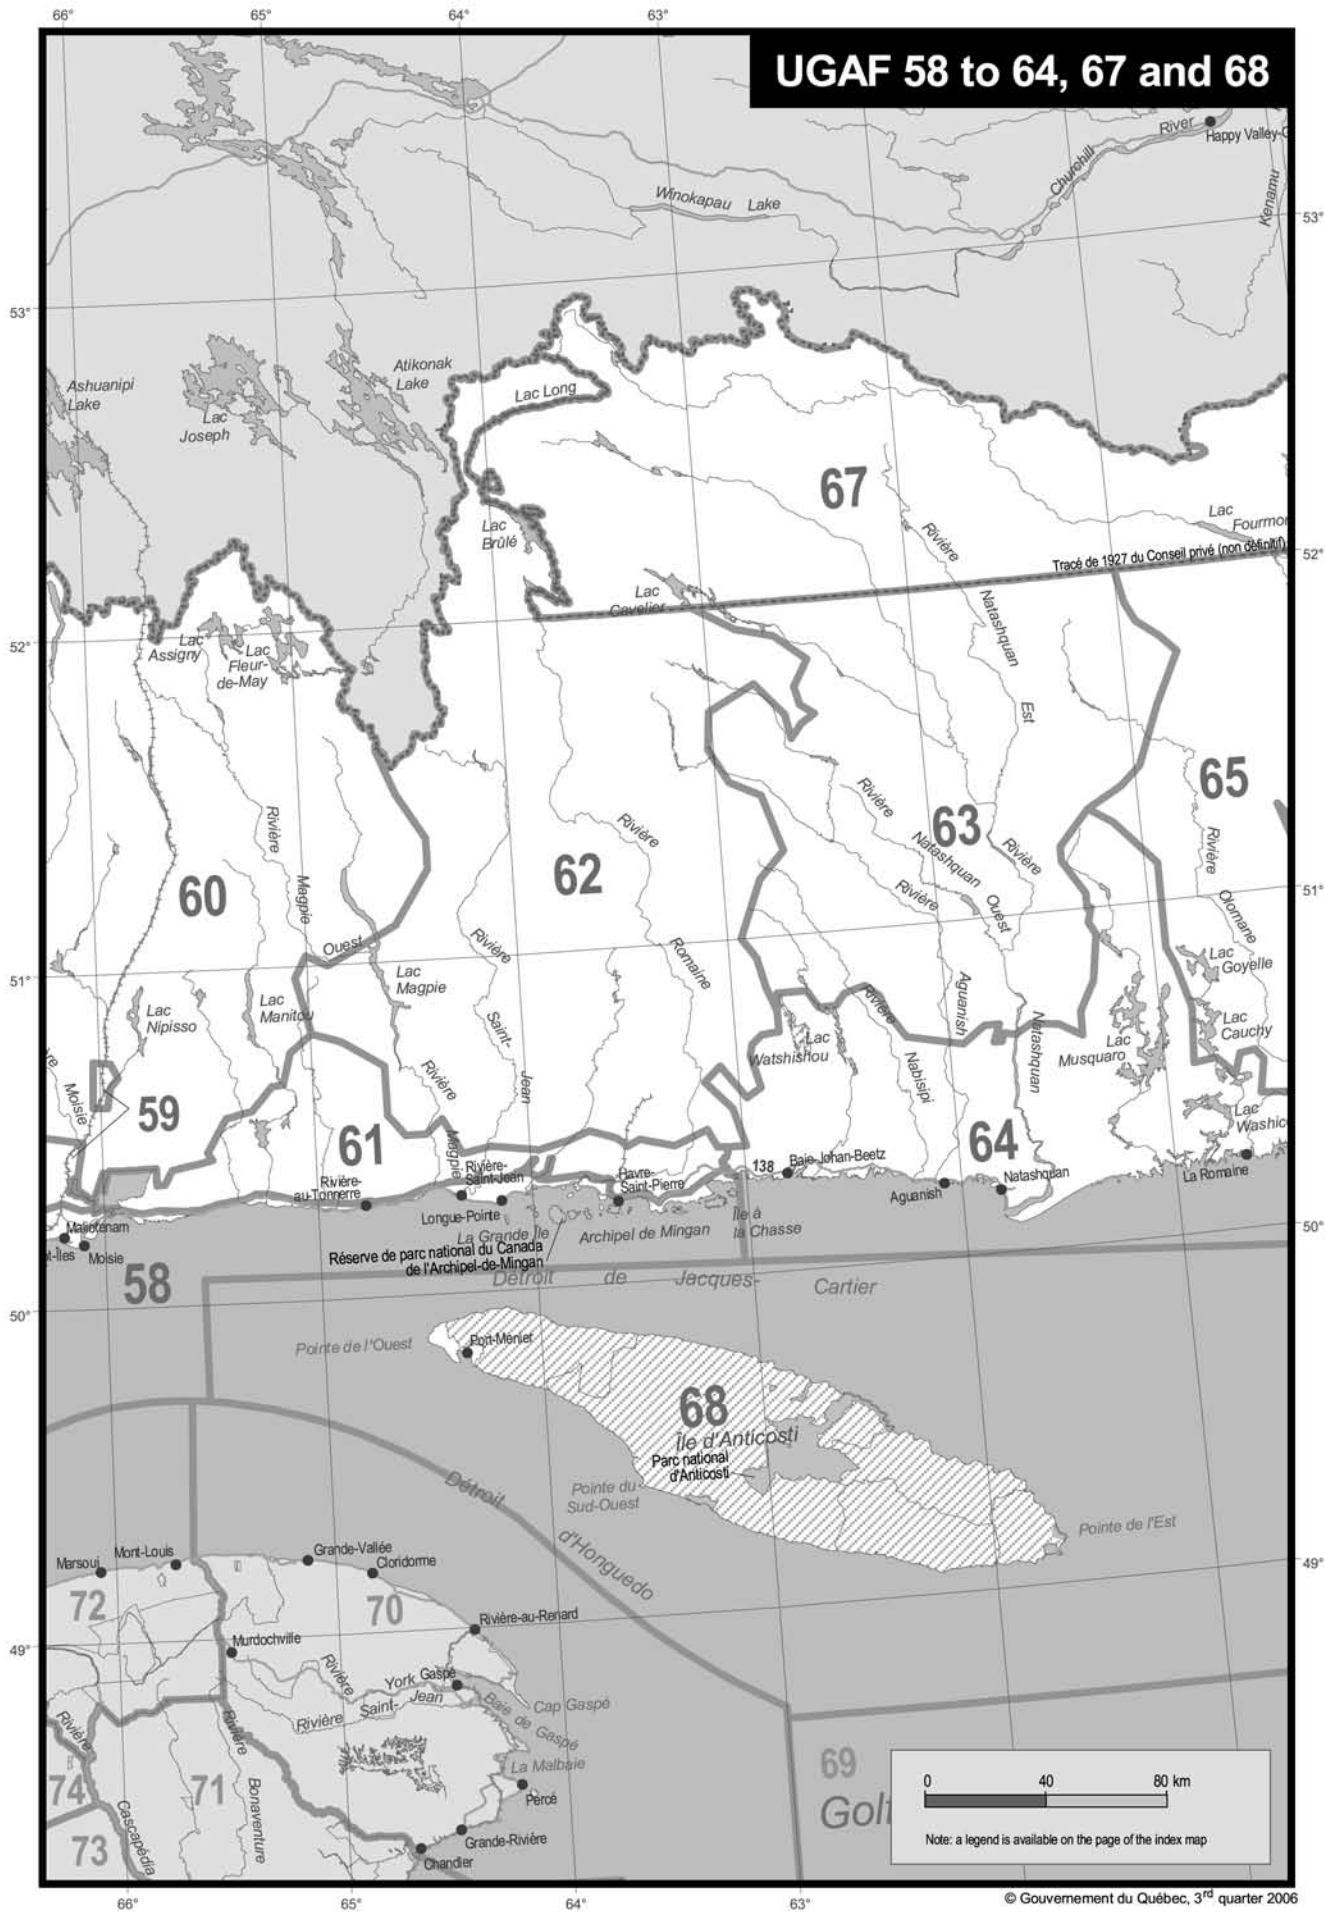 66°
65°
64°
63°
UGAF 58 to 64, 67 and 68
River
Happy Valley-G
Churchill
Kenamu
Winokapau Lake
53°
53°
Atikonak
Lake
Ashuanipi
Lake
Lac
Joseph
Lac Long
67
Lac
Fourmon
Lac
Brûlé
Rivière
52°
Tracé de 1927 du Conseil privé (non définitif)
Lac
Cavelier
Natashquan
52°
Lac
Assigny
Lac
Fleur-
de-May
Est
65
Rivière
Rivière
63
Rivière
Natashquan
Rivière
Rivière
Rivière
62
Rivière
Ouest
51°
60
Magpie
Olomane
Ouest
Rivière
Romaine
Lac
Goyelle
51°
Lac
Magpie
Lac
Manitou
Lac
Nipisso
Rivière
Aguanish
Saint-
Natashquan
Lac
Cauchy
Lac
Watshishou
Lac
Musquaro
Nabisipi
Rivière
Jean
ère
Moisie
59
61
64
Lac
Washico
Magpie
Rivière-
Saint-Jean
Havre-
Saint-Pierre
138
Baie-Johan-Beetz
Rivière-
au-Tonnerre
Natashquan
Aguanish
La Romaine
Longue-Pointe
La Grande Île
Archipel de Mingan
Île à
la Chasse
50°
Maliotenam
t-Îles
Moisie
Réserve de parc national du Canada
de l'Archipel-de-Mingan
58
Détroit de Jacques-
Cartier
50°
Pointe de l'Ouest
Port-Menier
68
Île d'Anticosti
Parc national
d'Anticosti
Pointe du
Sud-Ouest
Détroit
d'Honguedo
Pointe de l'Est
49°
Marsoui
Mont-Louis
Grande-Vallée
Cloridorme
72
70
Rivière-au-Renard
49°
Murdochville
Rivière
York
Gaspé
Rivière Saint- Jean
Cap Gaspé
Baie de Gaspé
Rivière
Rivière
La Malbaie
Percé
74
71
Bonaventure
Cascapédia
73
Grande-Rivière
Chandler
69
Golf
0 40 80 km
Note: a legend is available on the page of the index map
66°
65°
64°
63°
© Gouvernement du Québec, 3rd quarter 2006